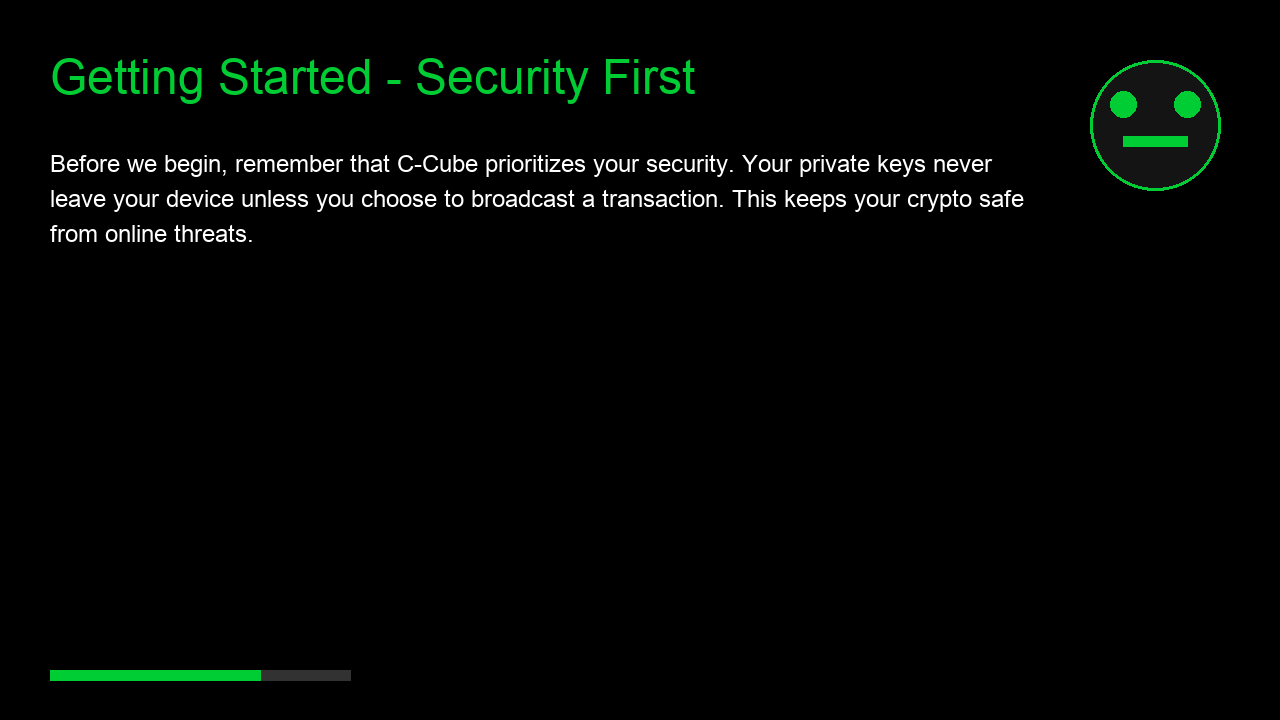 Getting Started - Security First
Before we begin, remember that C-Cube prioritizes your security. Your private keys never
leave your device unless you choose to broadcast a transaction. This keeps your crypto safe
from online threats.